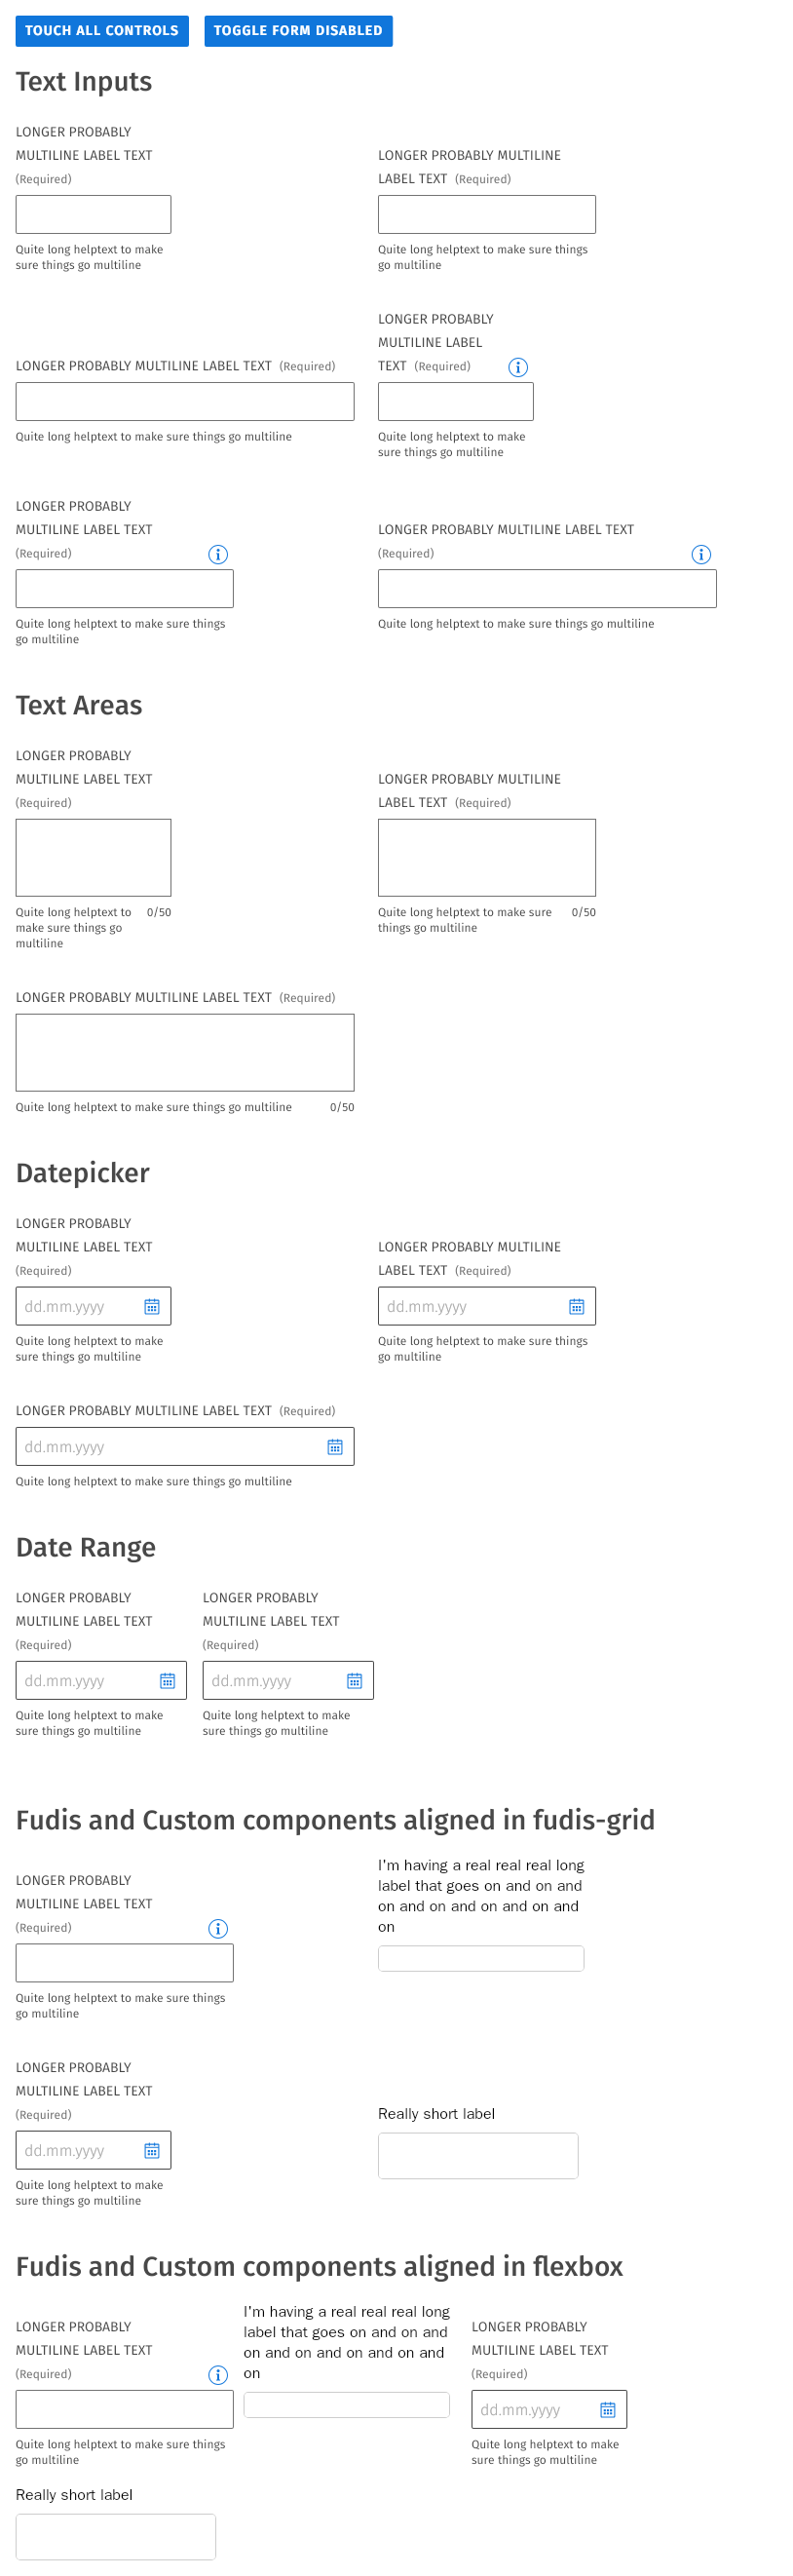 TOUCH ALL CONTROLS
TOGGLE FORM DISABLED
Text Inputs
LONGER PROBABLY
MULTILINE LABEL TEXT
(Required)
Quite long helptext to make
sure things go multiline
LONGER PROBABLY MULTILINE
LABEL TEXT (Required)
Quite long helptext to make sure things
go multiline
LONGER PROBABLY MULTILINE LABEL TEXT (Required)
Quite long helptext to make sure things go multiline
LONGER PROBABLY
MULTILINE LABEL
TEXT (Required)
Quite long helptext to make
sure things go multiline
LONGER PROBABLY
MULTILINE LABEL TEXT
(Required)
Quite long helptext to make sure things
go multiline
LONGER PROBABLY MULTILINE LABEL TEXT
(Required)
Quite long helptext to make sure things go multiline
Text Areas
LONGER PROBABLY
MULTILINE LABEL TEXT
(Required)
Quite long helptext to 0/50
make sure things go
multiline
LONGER PROBABLY MULTILINE
LABEL TEXT (Required)
Quite long helptext to make sure 0/50
things go multiline
LONGER PROBABLY MULTILINE LABEL TEXT (Required)
Quite long helptext to make sure things go multiline 0/50
Datepicker
LONGER PROBABLY
MULTILINE LABEL TEXT
(Required)
dd.mm.yyyy
Quite long helptext to make
sure things go multiline
LONGER PROBABLY MULTILINE
LABEL TEXT (Required)
dd.mm.yyyy
Quite long helptext to make sure things
go multiline
LONGER PROBABLY MULTILINE LABEL TEXT (Required)
dd.mm.yyyy
Quite long helptext to make sure things go multiline
Date Range
LONGER PROBABLY
MULTILINE LABEL TEXT
(Required)
dd.mm.yyyy
Quite long helptext to make
sure things go multiline
LONGER PROBABLY
MULTILINE LABEL TEXT
(Required)
dd.mm.yyyy
Quite long helptext to make
sure things go multiline
Fudis and Custom components aligned in fudis-grid
LONGER PROBABLY
MULTILINE LABEL TEXT
(Required)
Quite long helptext to make sure things
go multiline
I'm having a real real real long
label that goes on and on and
on and on and on and on and
on
LONGER PROBABLY
MULTILINE LABEL TEXT
(Required)
dd.mm.yyyy
Quite long helptext to make
sure things go multiline
Really short label
Fudis and Custom components aligned in flexbox
LONGER PROBABLY
MULTILINE LABEL TEXT
(Required)
Quite long helptext to make sure things
go multiline
I'm having a real real real long
label that goes on and on and
on and on and on and on and
on
LONGER PROBABLY
MULTILINE LABEL TEXT
(Required)
dd.mm.yyyy
Quite long helptext to make
sure things go multiline
Really short label